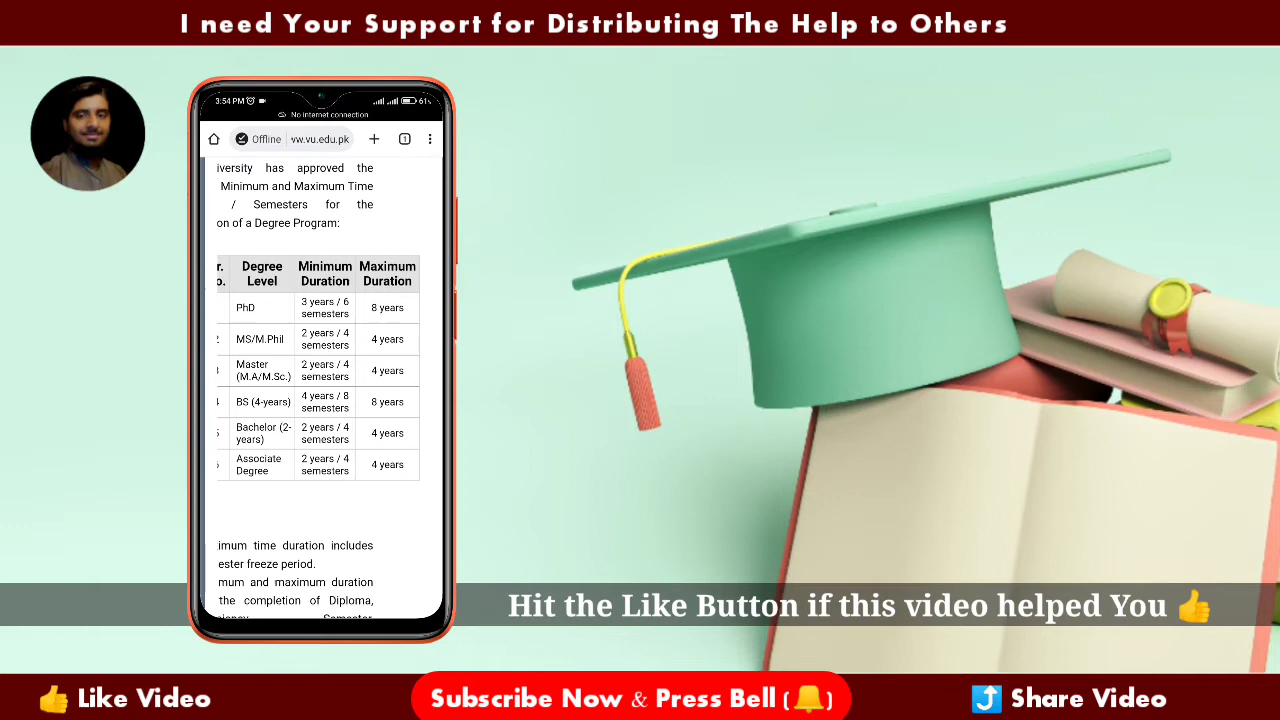 I need Your Support for Distributing The Help to Others
3:54 PM
61%
No internet connection
Offline
vw.vu.edu.pk
1
iversity has approved the
Minimum and Maximum Time
/ Semesters for the
on of a Degree Program:
r. Degree Minimum Maximum
o. Level Duration Duration
PhD 3 years / 6 semesters 8 years
2 MS/M.Phil 2 years / 4 semesters 4 years
Master (M.A/M.Sc.) 2 years / 4 semesters 4 years
BS (4-years) 4 years / 8 semesters 8 years
Bachelor (2-years) 2 years / 4 semesters 4 years
Associate Degree 2 years / 4 semesters 4 years
imum time duration includes
ester freeze period.
mum and maximum duration
the completion of Diploma,
Hit the Like Button if this video helped You 👍
👍 Like Video
Subscribe Now & Press Bell (🔔)
Share Video